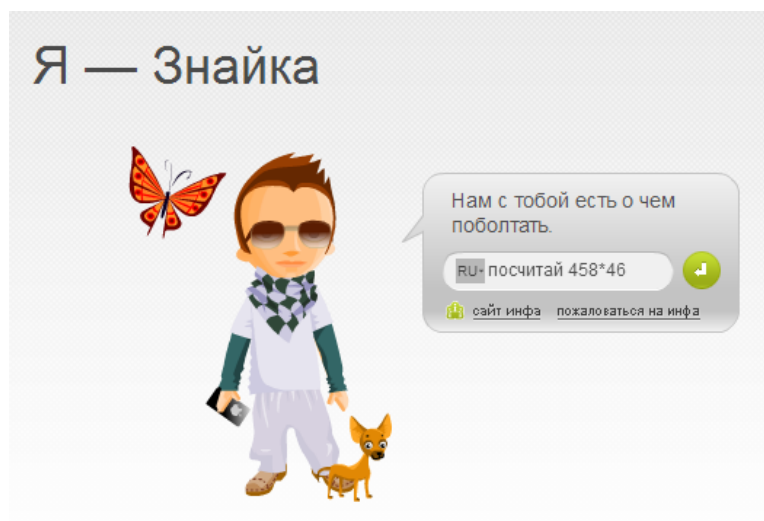 Я — Знайка
Нам с тобой есть о чем
поболтать.
RU посчитай 458*46
сайт инфа пожаловаться на инфа